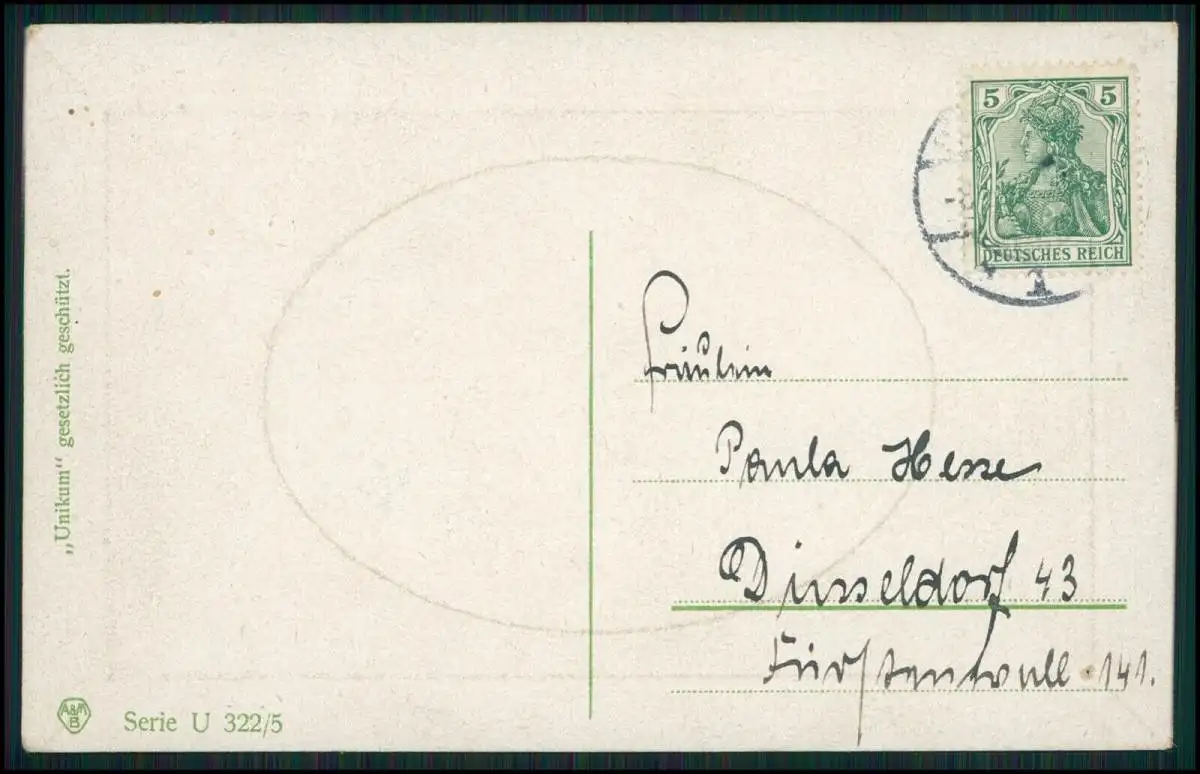 5 5
DEUTSCHES REICH
Fräulein
Paula Hesse
Düsseldorf 43
Fürstenwall 141.
„Unikum" gesetzlich geschützt.
A&M
B
Serie U 322/5